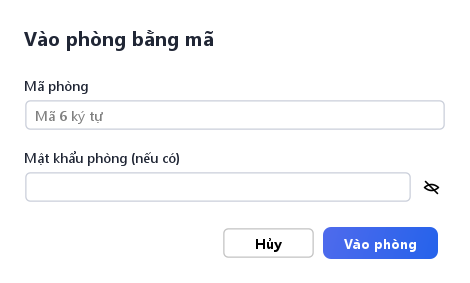 Vào phòng bằng mã
Mã phòng
Mã 6 ký tự
Mật khẩu phòng (nếu có)
Hủy
Vào phòng